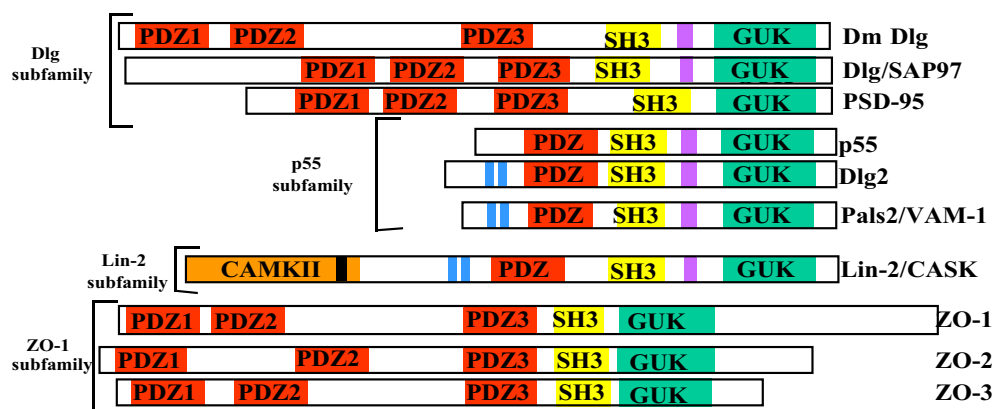 Dlg
subfamily
PDZ1 PDZ2 PDZ3 SH3 GUK Dm Dlg
PDZ1 PDZ2 PDZ3 SH3 GUK Dlg/SAP97
PDZ1 PDZ2 PDZ3 SH3 GUK PSD-95
p55
subfamily
PDZ SH3 GUK p55
PDZ SH3 GUK Dlg2
PDZ SH3 GUK Pals2/VAM-1
Lin-2
subfamily
CAMKII PDZ SH3 GUK Lin-2/CASK
ZO-1
subfamily
PDZ1 PDZ2 PDZ3 SH3 GUK ZO-1
PDZ1 PDZ2 PDZ3 SH3 GUK ZO-2
PDZ1 PDZ2 PDZ3 SH3 GUK ZO-3